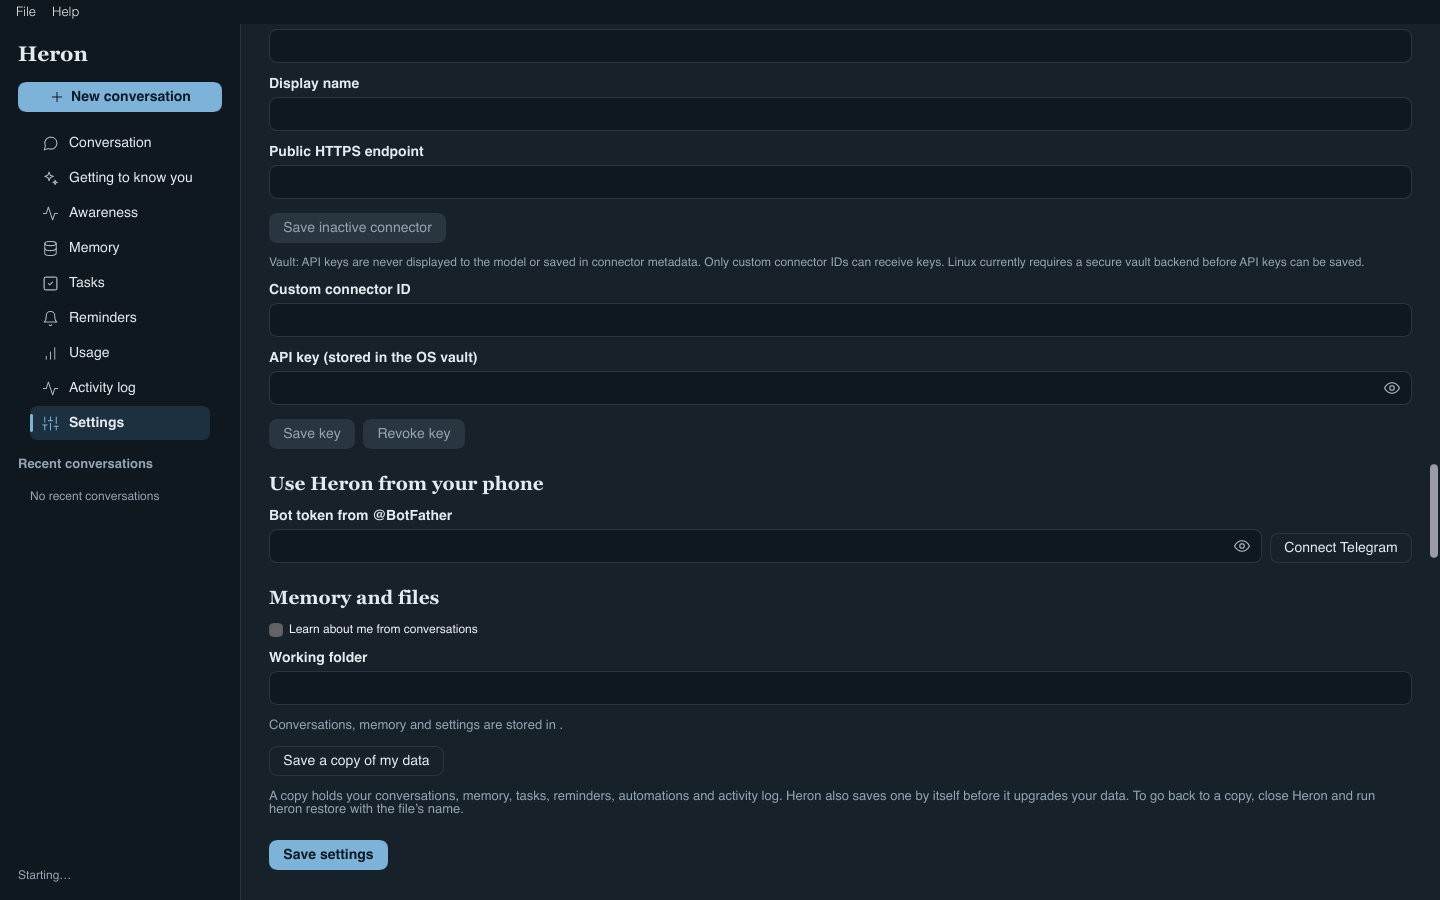 File Help
Heron
New conversation
Conversation
Getting to know you
Awareness
Memory
Tasks
Reminders
Usage
Activity log
Settings
Recent conversations
No recent conversations
Starting…
Display name
Public HTTPS endpoint
Save inactive connector
Vault: API keys are never displayed to the model or saved in connector metadata. Only custom connector IDs can receive keys. Linux currently requires a secure vault backend before API keys can be saved.
Custom connector ID
API key (stored in the OS vault)
Save key Revoke key
Use Heron from your phone
Bot token from @BotFather
Connect Telegram
Memory and files
Learn about me from conversations
Working folder
Conversations, memory and settings are stored in .
Save a copy of my data
A copy holds your conversations, memory, tasks, reminders, automations and activity log. Heron also saves one by itself before it upgrades your data. To go back to a copy, close Heron and run
heron restore with the file’s name.
Save settings